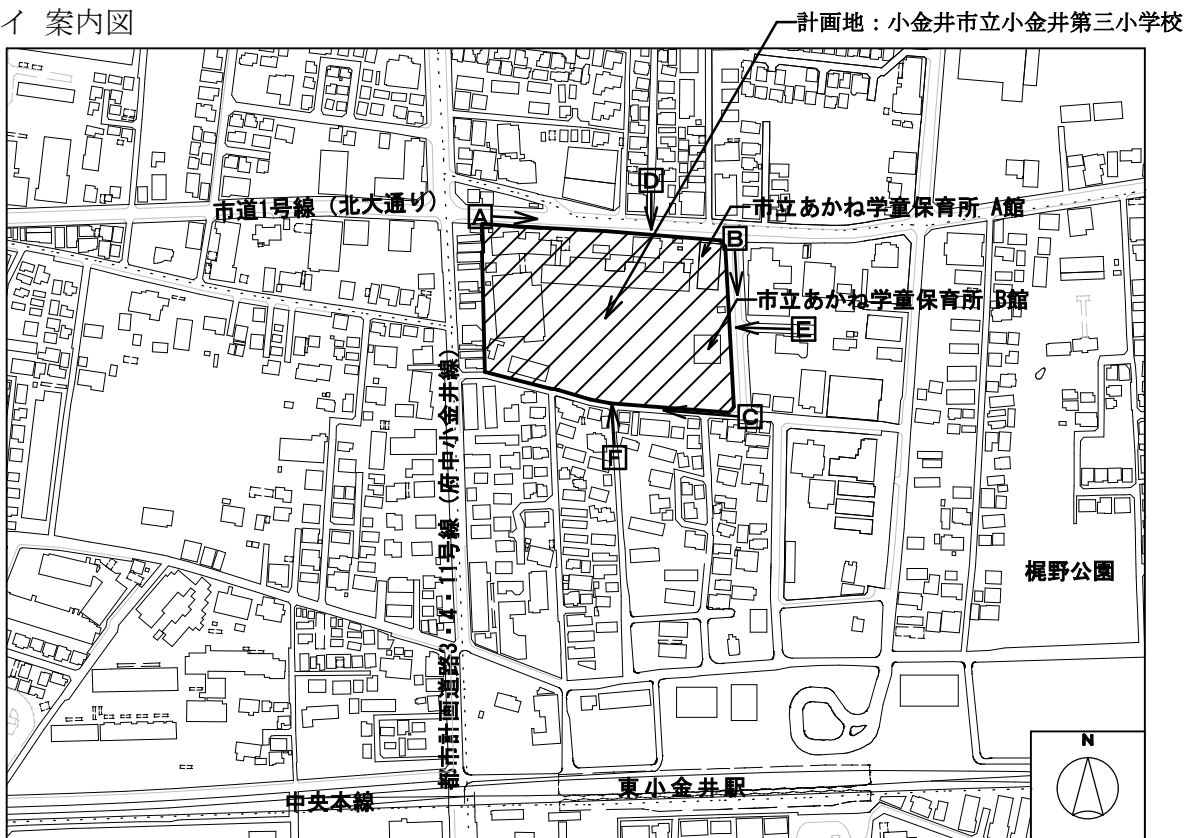 イ 案内図
計画地：小金井市立小金井第三小学校
市道1号線（北大通り）
A
D
市立あかね学童保育所 A館
B
市立あかね学童保育所 B館
E
C
F
都市計画道路3・4・11号線（府中小金井線）
梶野公園
N
東小金井駅
中央本線